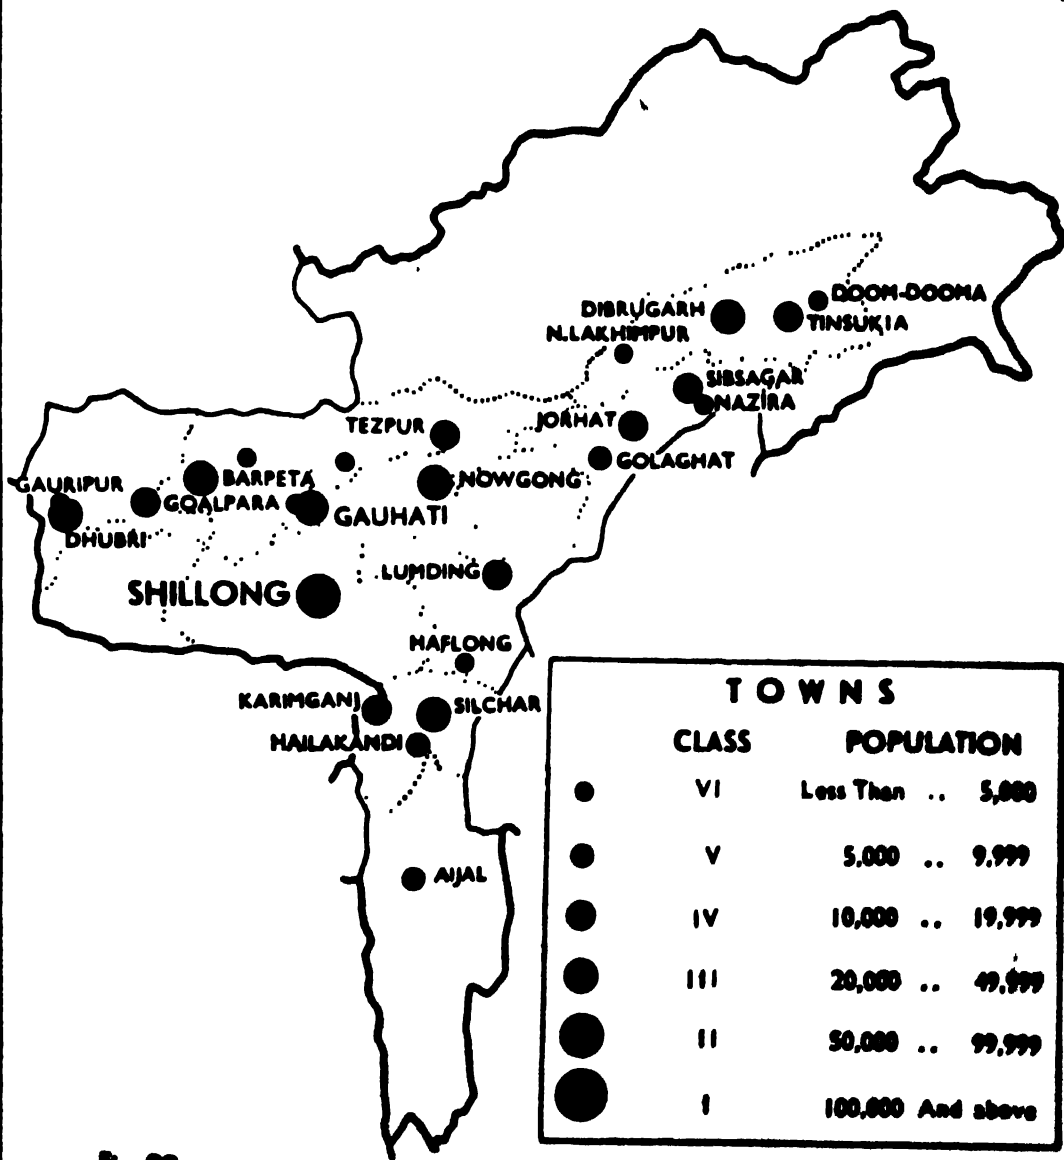 DOOM-DOOMA
DIBRUGARH
TINSUKIA
N.LAKHIMPUR
SIBSAGAR
NAZIRA
TEZPUR
JORHAT
GOLAGHAT
GAURIPUR
BARPETA
NOWGONG
GOALPARA
GAUHATI
DHUBRI
LUMDING
SHILLONG
HAFLONG
KARIMGANJ
SILCHAR
HAILAKANDI
AIJAL
TOWNS
CLASS POPULATION
VI Less Than .. 5,000
V 5,000 .. 9,999
IV 10,000 .. 19,999
III 20,000 .. 49,999
II 50,000 .. 99,999
I 100,000 And above